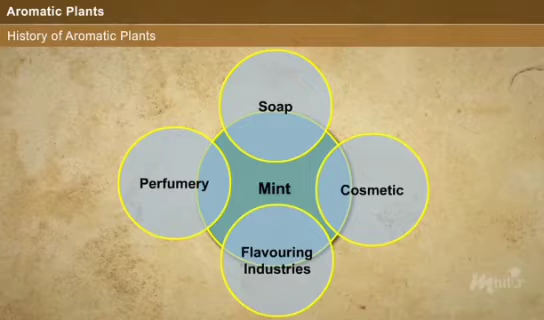 Aromatic Plants
History of Aromatic Plants
Soap
Perfumery
Mint
Cosmetic
Flavouring
Industries